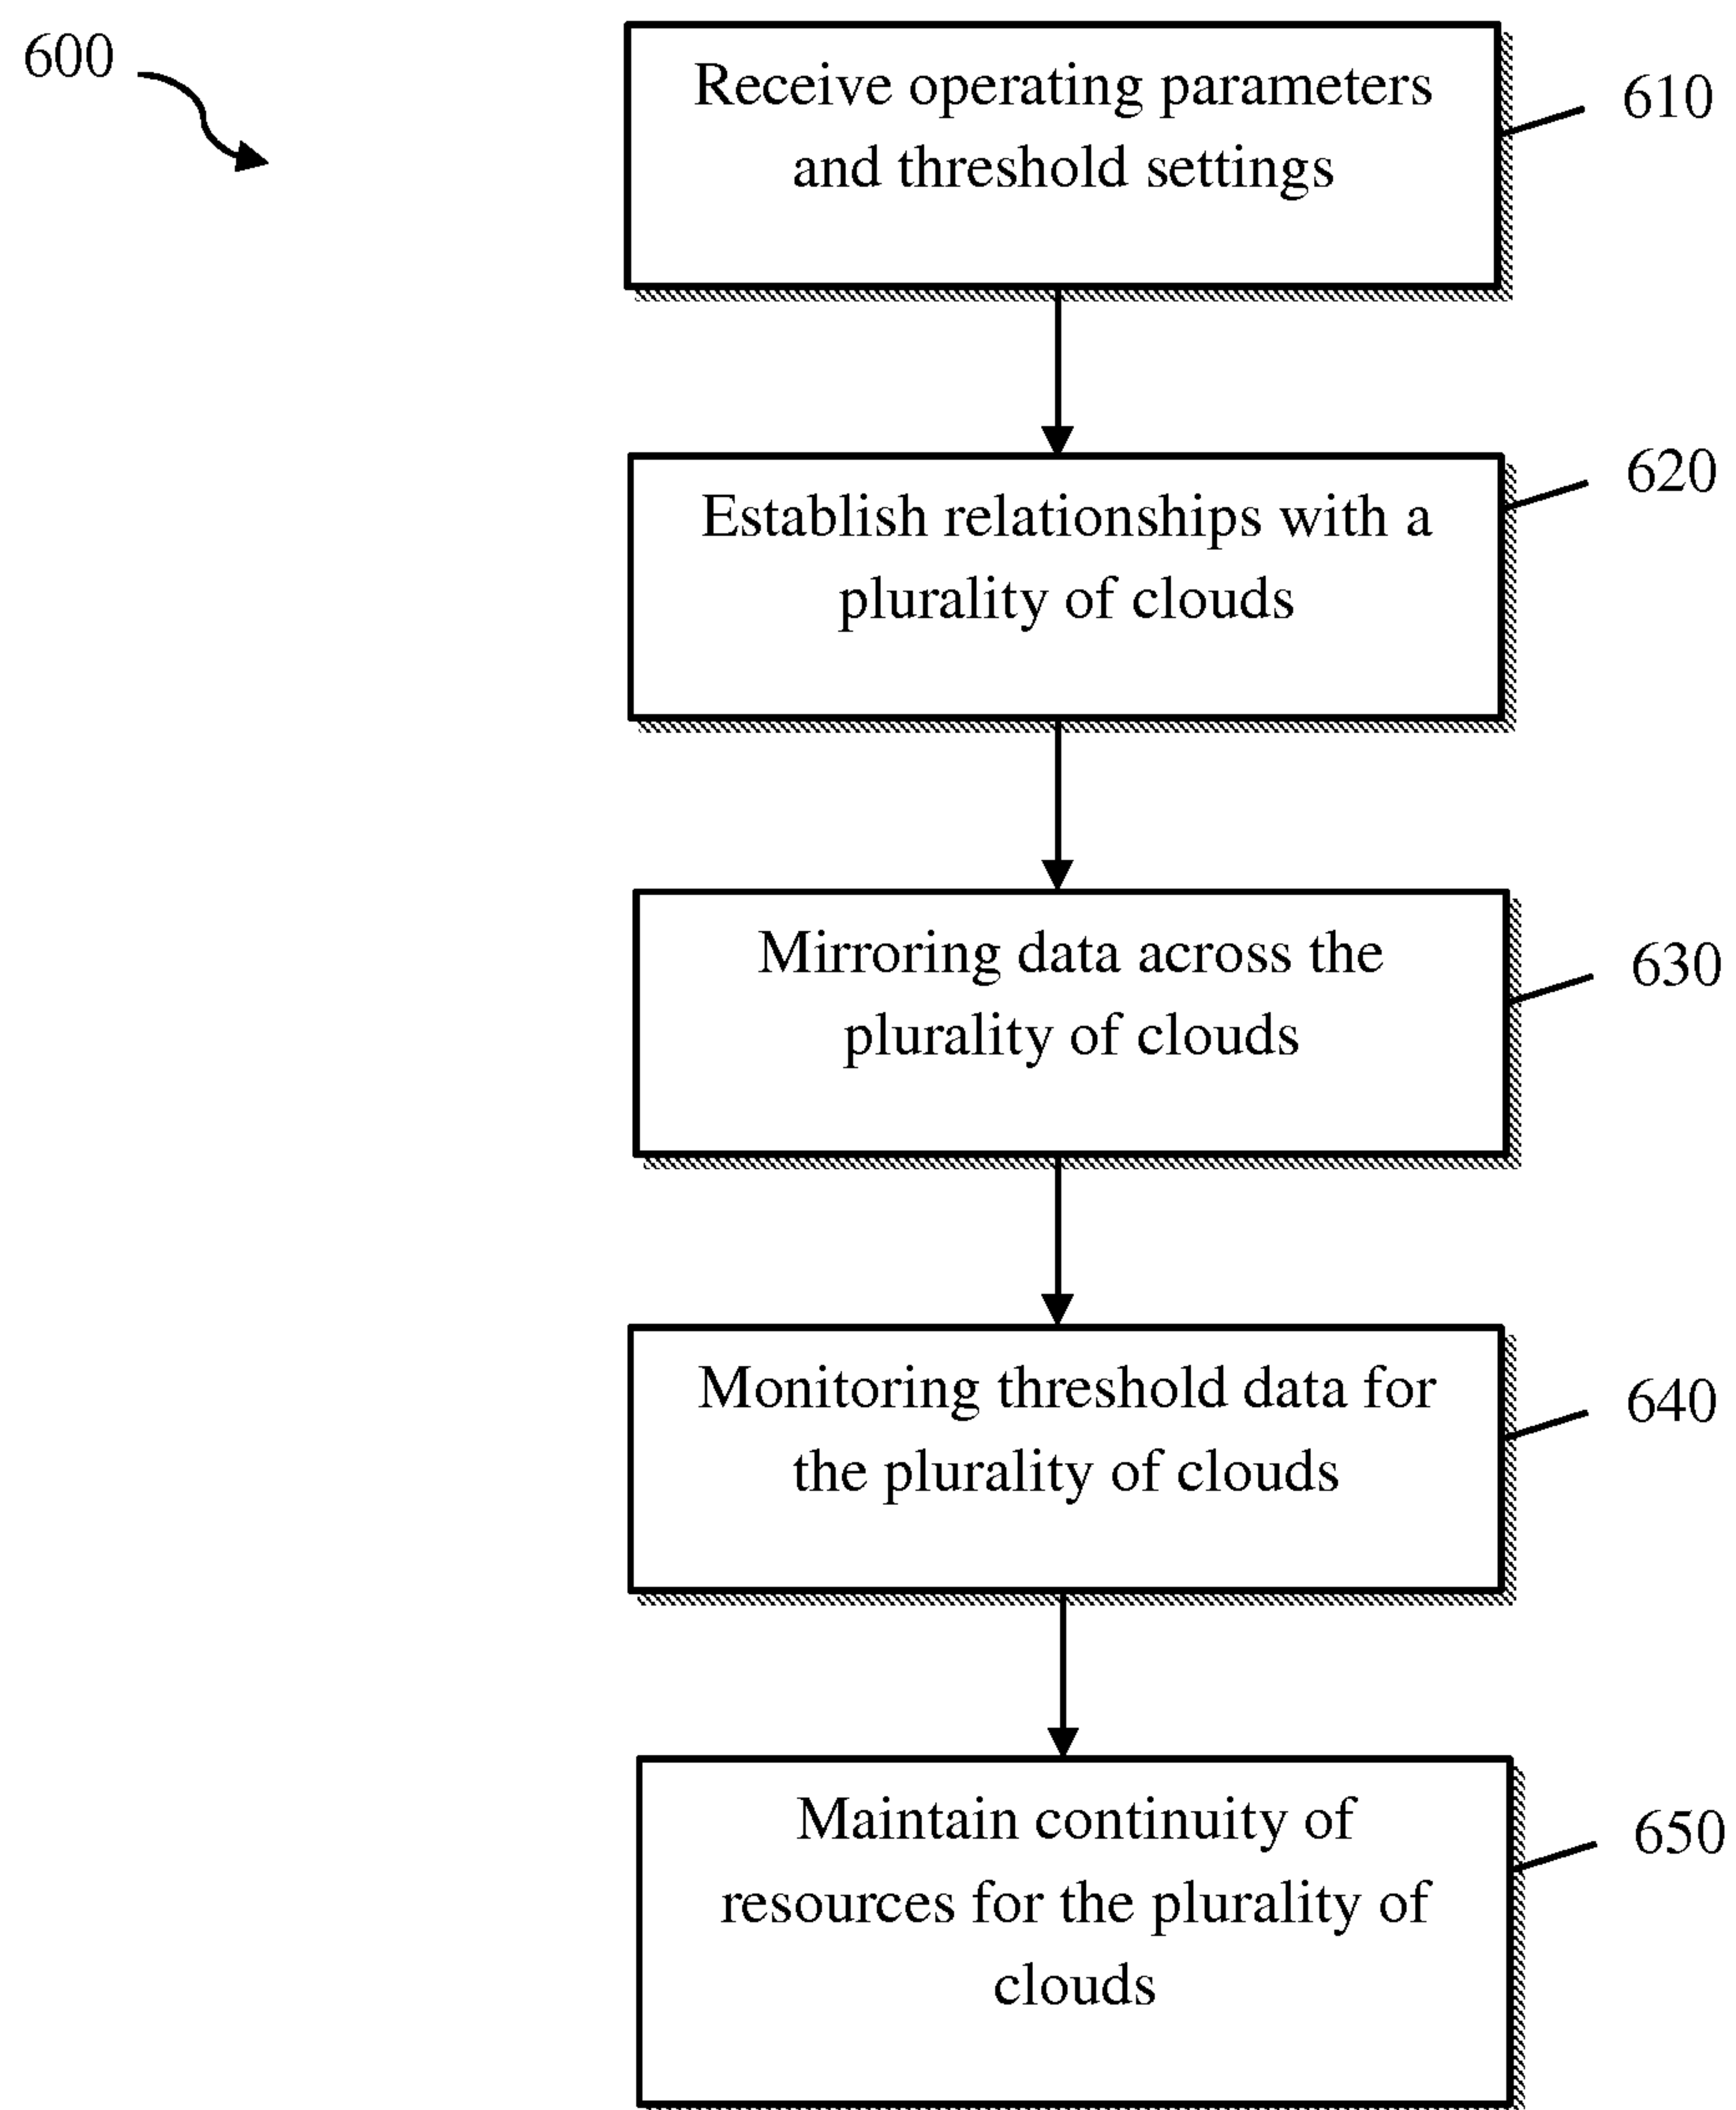 600
Receive operating parameters
and threshold settings
610
Establish relationships with a
plurality of clouds
620
Mirroring data across the
plurality of clouds
630
Monitoring threshold data for
the plurality of clouds
640
Maintain continuity of
resources for the plurality of
clouds
650